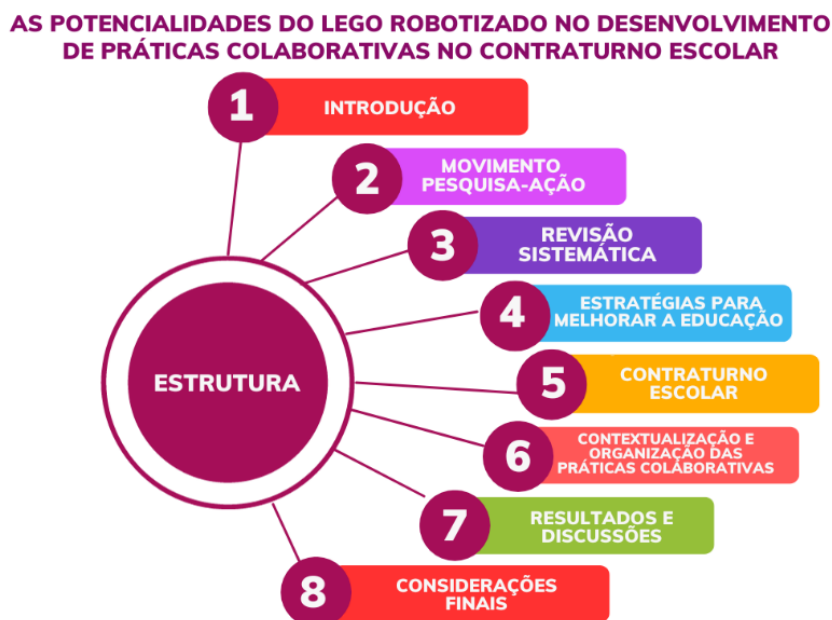 AS POTENCIALIDADES DO LEGO ROBOTIZADO NO DESENVOLVIMENTO
DE PRÁTICAS COLABORATIVAS NO CONTRATURNO ESCOLAR
1
INTRODUÇÃO
2
MOVIMENTO
PESQUISA-AÇÃO
3
REVISÃO
SISTEMÁTICA
4
ESTRATÉGIAS PARA
MELHORAR A EDUCAÇÃO
ESTRUTURA
5
CONTRATURNO
ESCOLAR
6
CONTEXTUALIZAÇÃO E
ORGANIZAÇÃO DAS
PRÁTICAS COLABORATIVAS
7
RESULTADOS E
DISCUSSÕES
8
CONSIDERAÇÕES
FINAIS